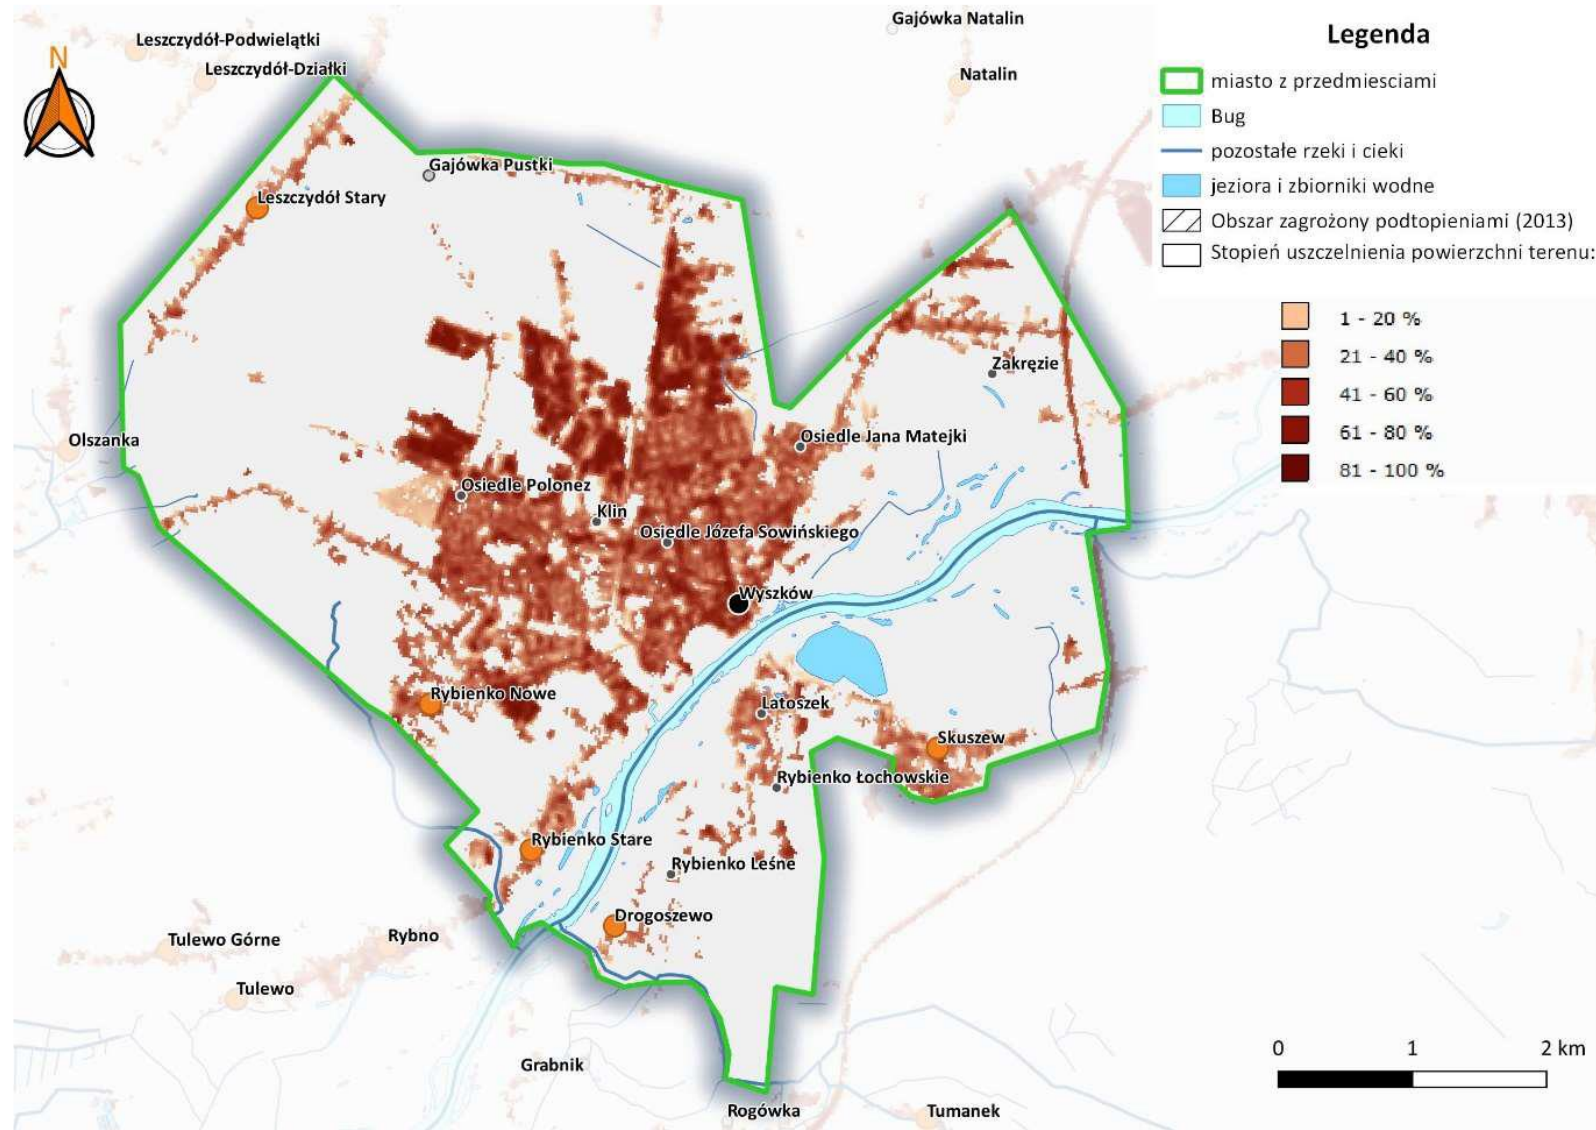 Gajówka Natalin
Leszczydół-Podwielątki
Leszczydół-Działki
Natalin
N
Gajówka Pustki
Leszczydół Stary
Zakręzie
Olszanka
Osiedle Jana Matejki
Osiedle Polonez
Klin
Osiedle Józefa Sowińskiego
Wyszków
Rybienko Nowe
Latoszek
Skuszew
Rybienko Łochowskie
Rybienko Stare
Rybienko Leśne
Drogoszewo
Tulewo Górne
Rybno
Tulewo
Grabnik
Rogówka
Tumanek
Legenda
miasto z przedmiesciami
Bug
pozostałe rzeki i cieki
jeziora i zbiorniki wodne
Obszar zagrożony podtopieniami (2013)
Stopień uszczelnienia powierzchni terenu:
1 - 20 %
21 - 40 %
41 - 60 %
61 - 80 %
81 - 100 %
0 1 2 km